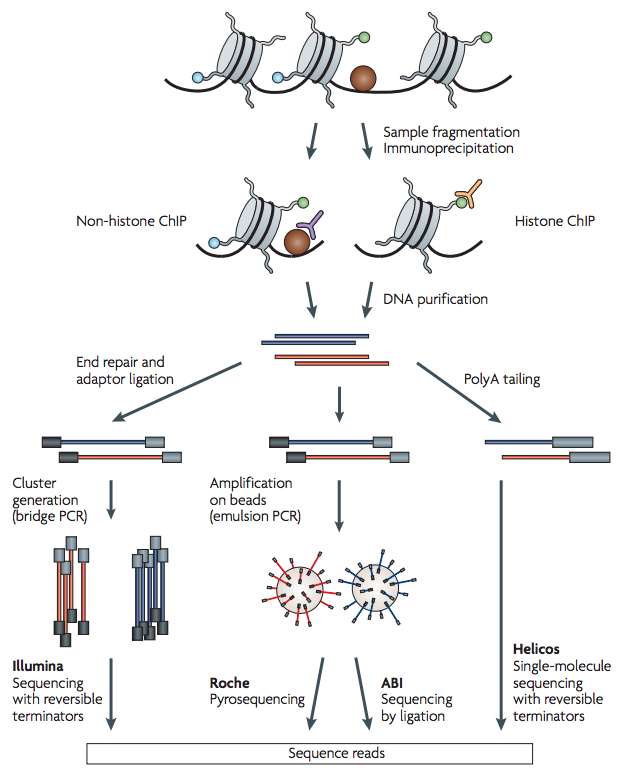 Sample fragmentation
Immunoprecipitation
Non-histone ChIP
Histone ChIP
DNA purification
End repair and
adaptor ligation
PolyA tailing
Cluster
generation
(bridge PCR)
Amplification
on beads
(emulsion PCR)
Illumina
Sequencing
with reversible
terminators
Roche
Pyrosequencing
ABI
Sequencing
by ligation
Helicos
Single-molecule
sequencing
with reversible
terminators
Sequence reads